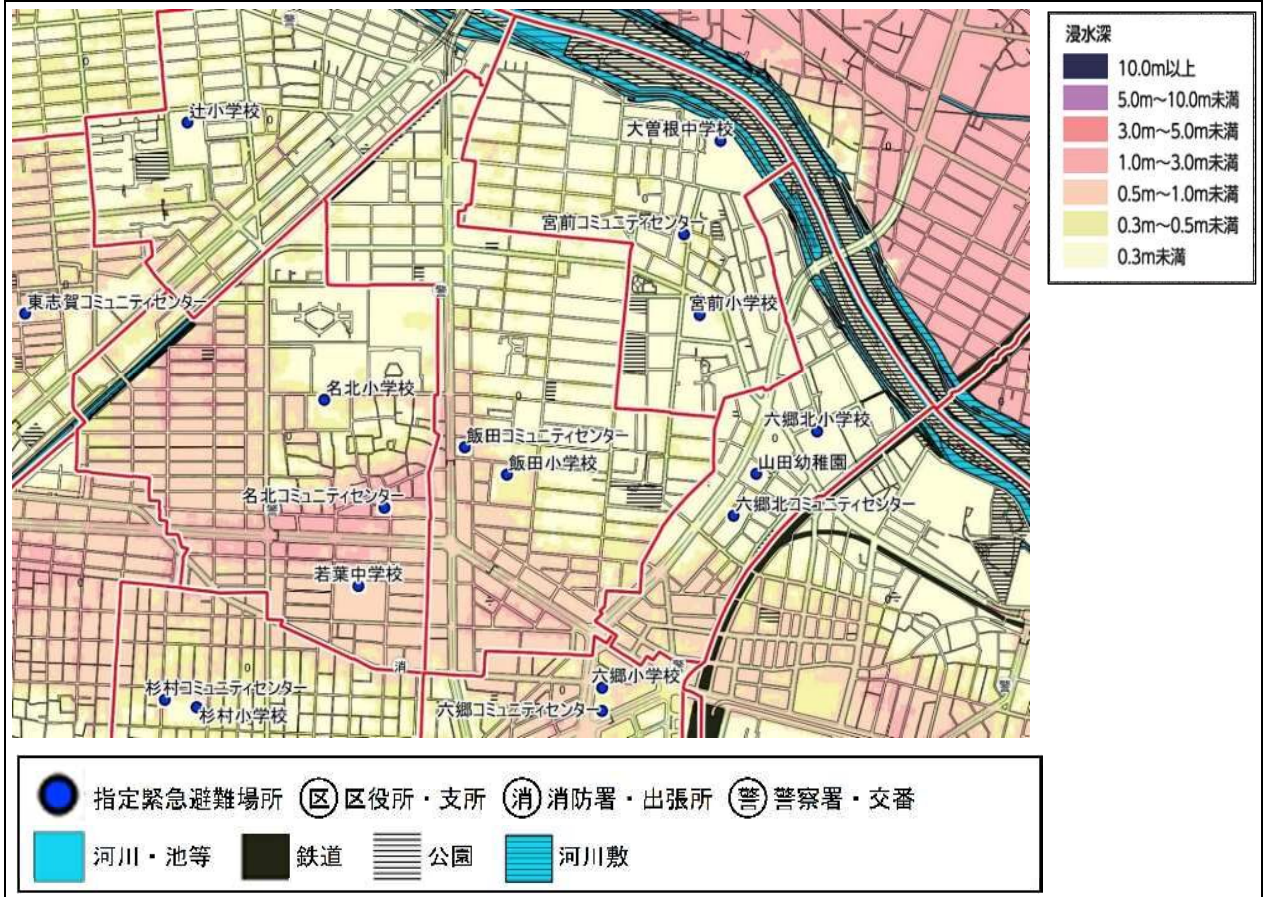 警
辻小学校
大曽根中学校
宮前コミュニティセンター
東志賀コミュニティセンター
警
宮前小学校
名北小学校
六郷北小学校
飯田コミュニティセンター
飯田小学校
山田幼稚園
名北コミュニティセンター
警
六郷北コミュニティセンター
若葉中学校
消
六郷小学校
警
杉村コミュニティセンター
杉村小学校
六郷コミュニティセンター
警
浸水深
10.0m以上
5.0m～10.0m未満
3.0m～5.0m未満
1.0m～3.0m未満
0.5m～1.0m未満
0.3m～0.5m未満
0.3m未満
指定緊急避難場所 区 区役所・支所 消 消防署・出張所 警 警察署・交番
河川・池等 鉄道 公園 河川敷